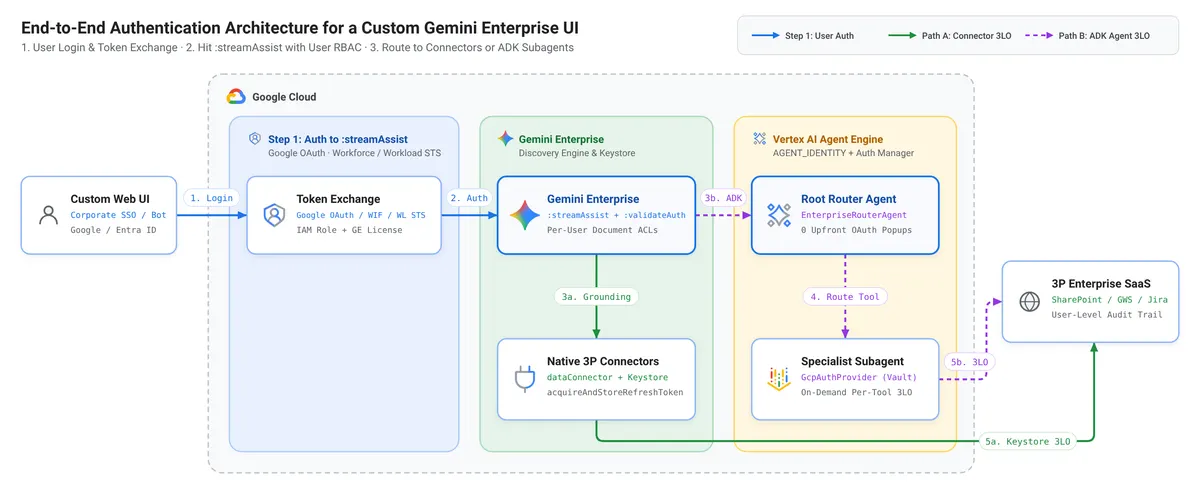 End-to-End Authentication Architecture for a Custom Gemini Enterprise UI
1. User Login & Token Exchange · 2. Hit :streamAssist with User RBAC · 3. Route to Connectors or ADK Subagents
Step 1: User Auth
Path A: Connector 3LO
Path B: ADK Agent 3LO
Google Cloud
Step 1: Auth to :streamAssist
Google OAuth · Workforce / Workload STS
Gemini Enterprise
Discovery Engine & Keystore
Vertex AI Agent Engine
AGENT_IDENTITY + Auth Manager
Custom Web UI
Corporate SSO / Bot
Google / Entra ID
1. Login
Token Exchange
Google OAuth / WIF / WL STS
IAM Role + GE License
2. Auth
Gemini Enterprise
:streamAssist + :validateAuth
Per-User Document ACLs
3b. ADK
Root Router Agent
EnterpriseRouterAgent
0 Upfront OAuth Popups
3a. Grounding
4. Route Tool
3P Enterprise SaaS
SharePoint / GWS / Jira
User-Level Audit Trail
Native 3P Connectors
dataConnector + Keystore
acquireAndStoreRefreshToken
Specialist Subagent
GcpAuthProvider (Vault)
On-Demand Per-Tool 3LO
5b. 3LO
5a. Keystore 3LO